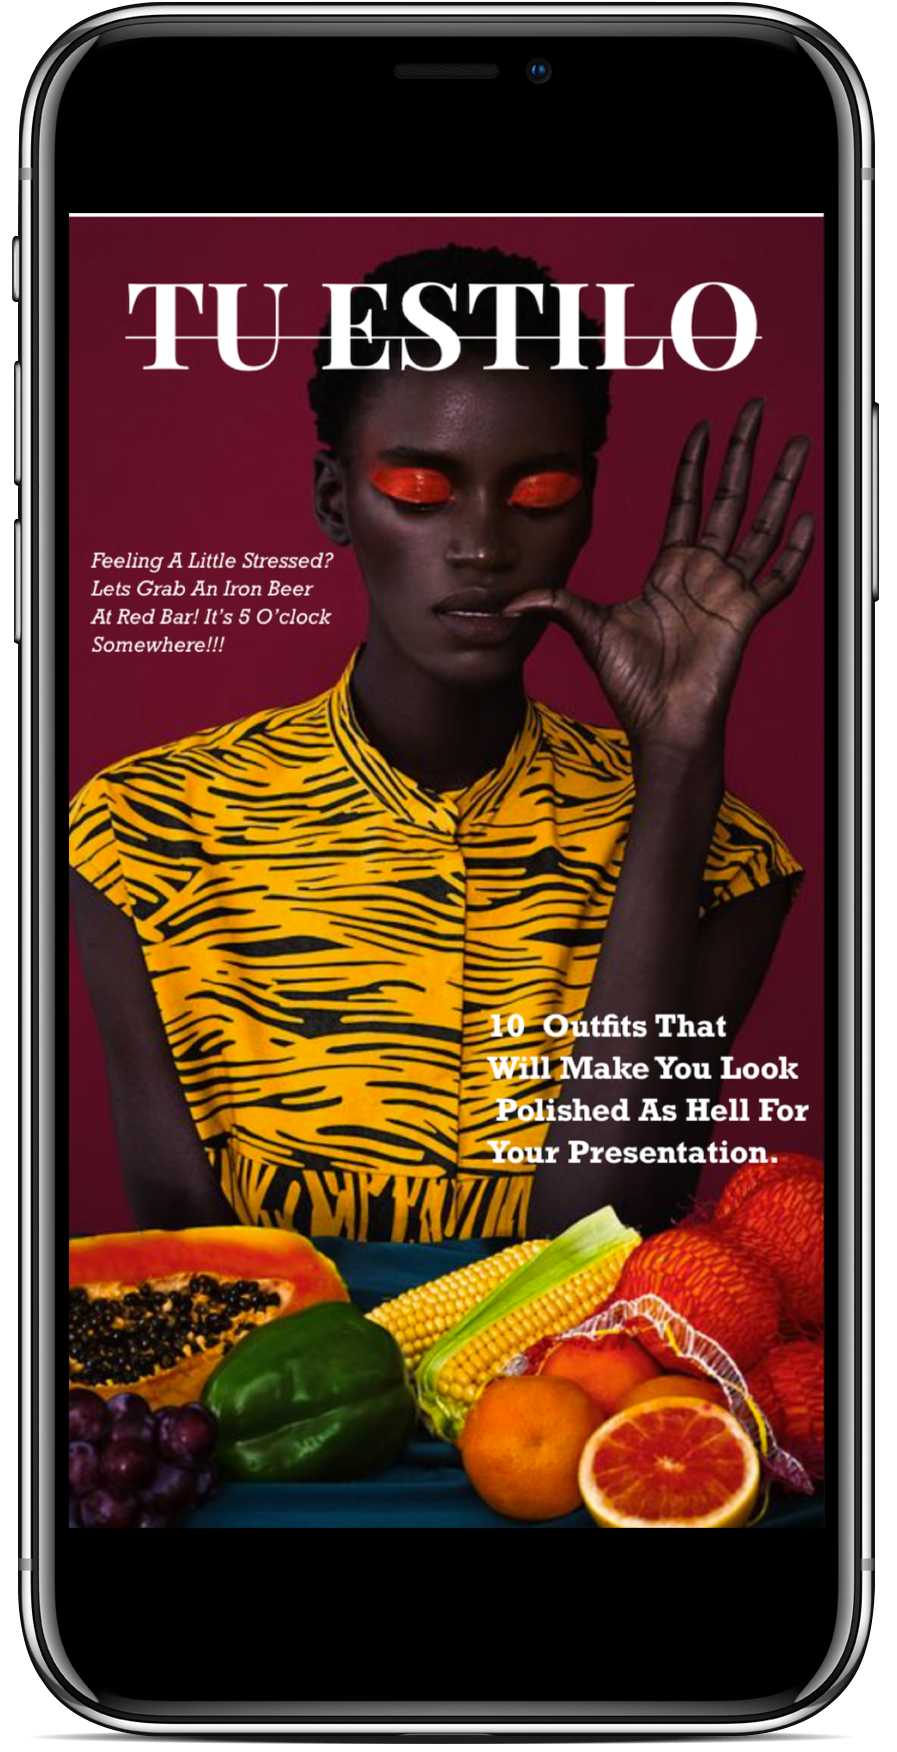 TU ESTILO
Feeling A Little Stressed?
Lets Grab An Iron Beer
At Red Bar! It's 5 O'clock
Somewhere!!!
10 Outfits That
Will Make You Look
Polished As Hell For
Your Presentation.